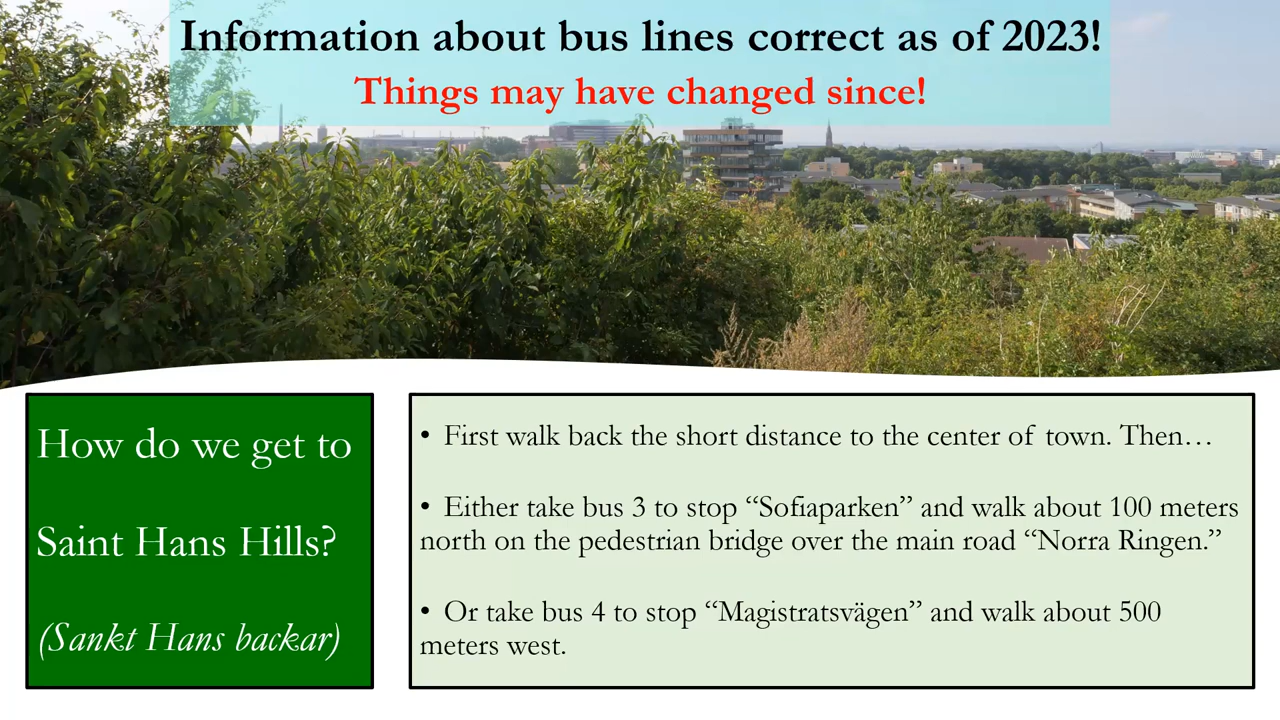 Information about bus lines correct as of 2023!
Things may have changed since!
How do we get to
Saint Hans Hills?
(Sankt Hans backar)
• First walk back the short distance to the center of town. Then…
• Either take bus 3 to stop “Sofiaparken” and walk about 100 meters
north on the pedestrian bridge over the main road “Norra Ringen.”
• Or take bus 4 to stop “Magistratsvägen” and walk about 500
meters west.